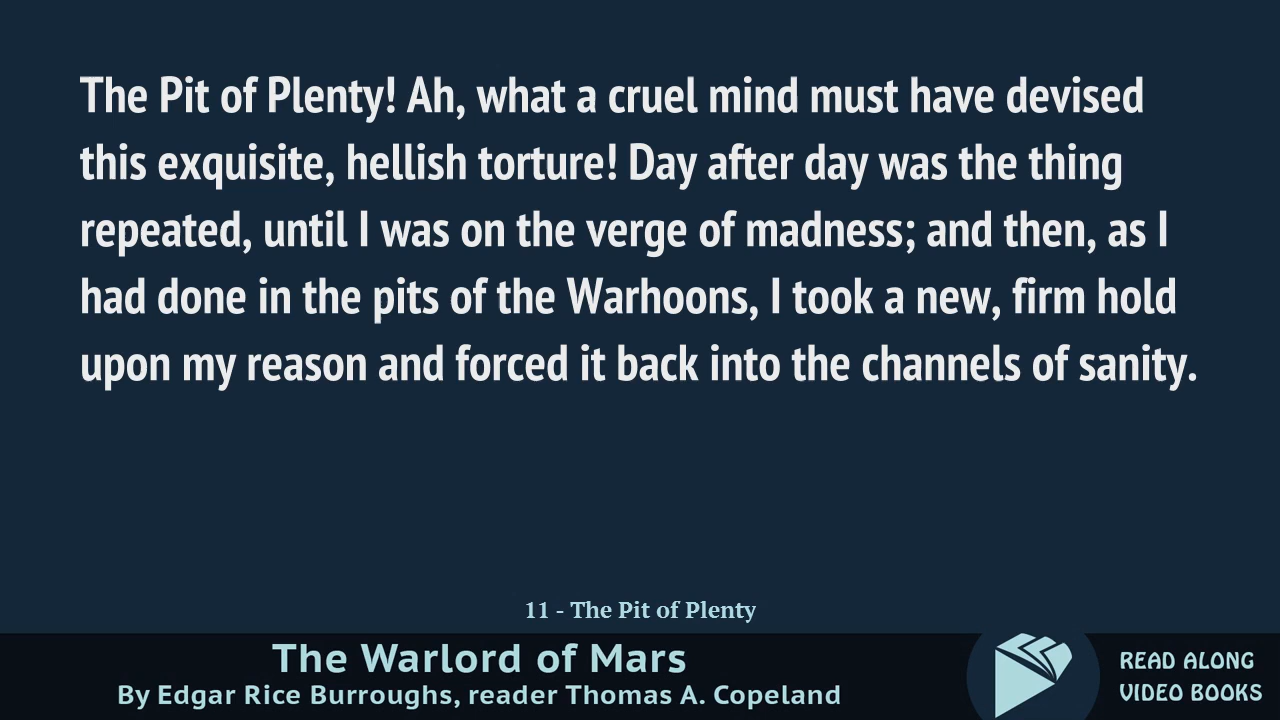 The Pit of Plenty! Ah, what a cruel mind must have devised
this exquisite, hellish torture! Day after day was the thing
repeated, until I was on the verge of madness; and then, as I
had done in the pits of the Warhoons, I took a new, firm hold
upon my reason and forced it back into the channels of sanity.
11 - The Pit of Plenty
The Warlord of Mars
By Edgar Rice Burroughs, reader Thomas A. Copeland
READ ALONG
VIDEO BOOKS